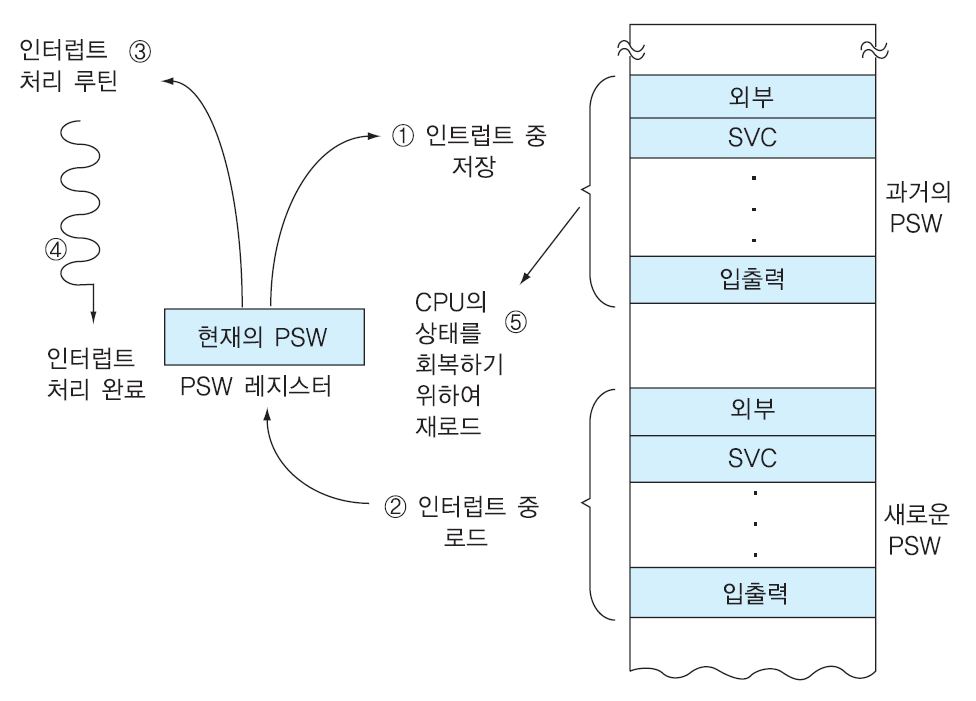 인터럽트 ③
처리 루틴
① 인트럽트 중
저장
④
현재의 PSW
PSW 레지스터
인터럽트
처리 완료
CPU의
상태를 ⑤
회복하기
위하여
재로드
② 인터럽트 중
로드
외부
SVC
입출력
과거의
PSW
외부
SVC
입출력
새로운
PSW